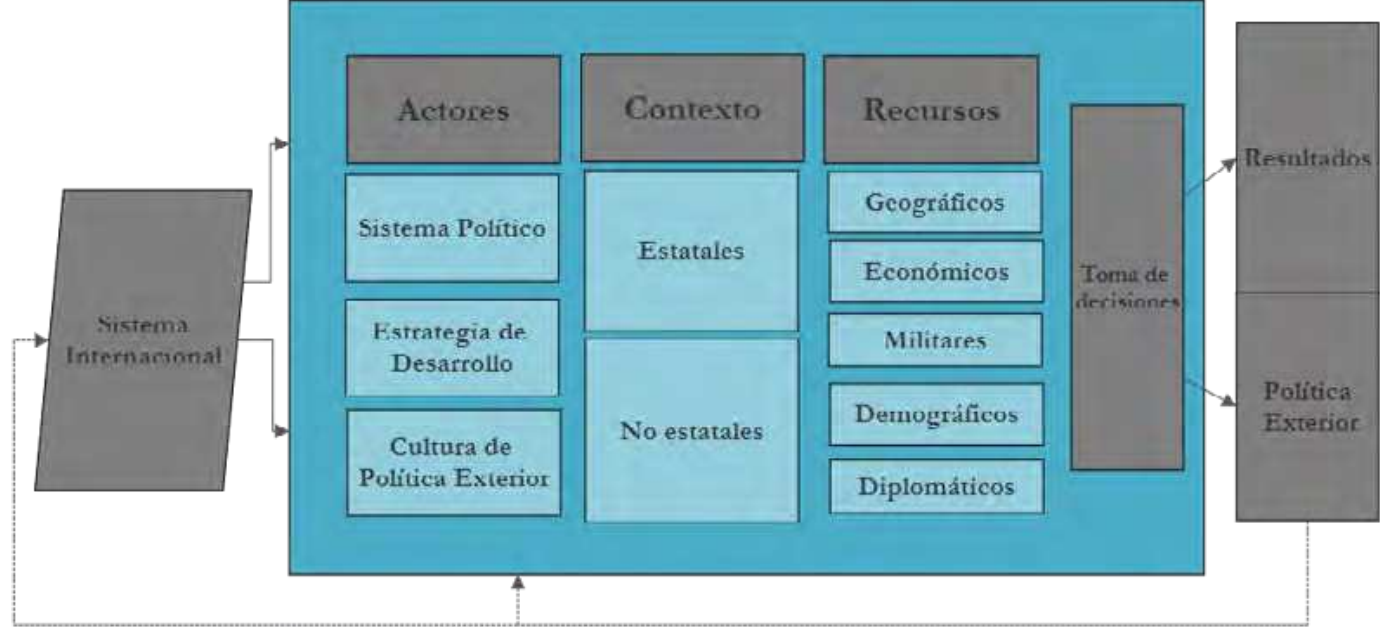 Actores
Contexto
Recursos
Sistema Político
Estrategia de
Desarrollo
Cultura de
Política Exterior
Estatales
No estatales
Geográficos
Económicos
Militares
Demográficos
Diplomáticos
Sistema
Internacional
Toma de
decisiones
Resultados
Política
Exterior